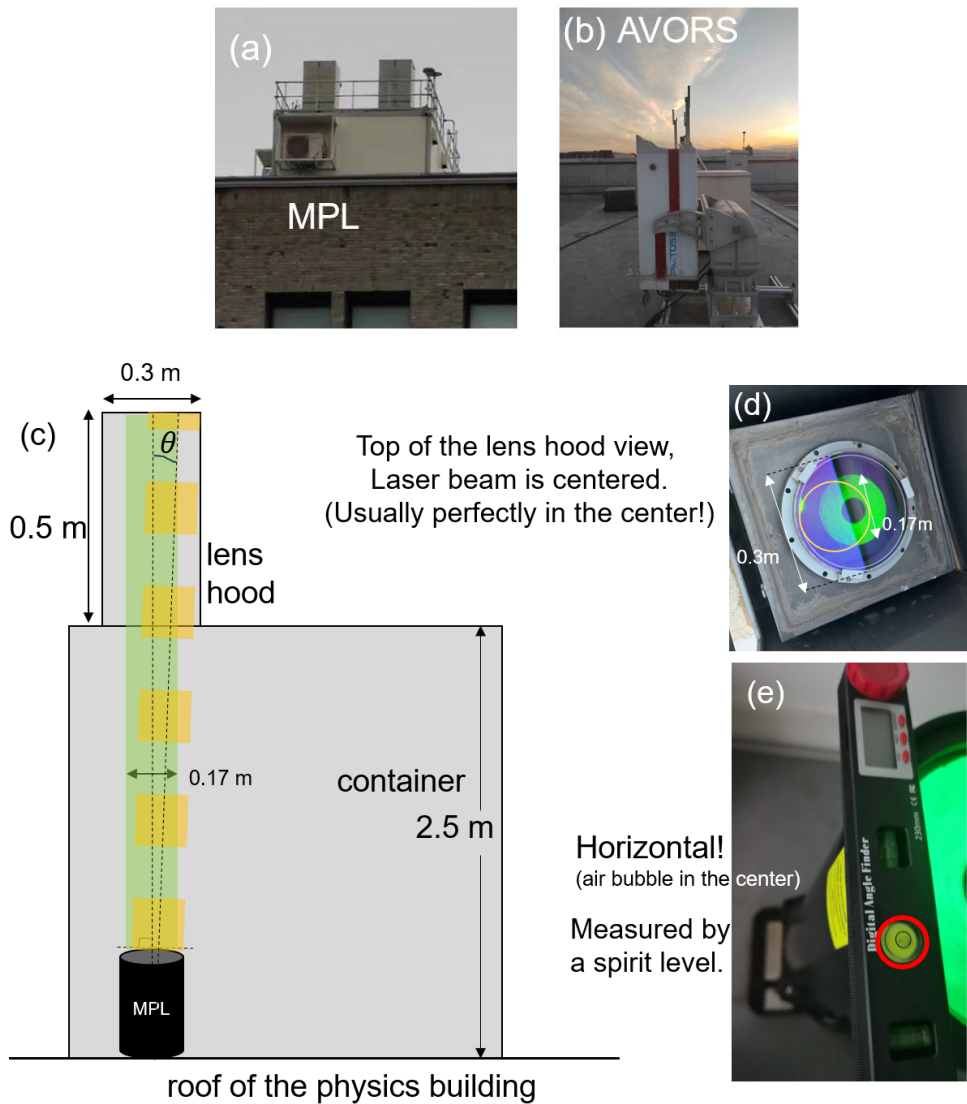 (a)
MPL
(b) AVORS
0.3 m
(c)
θ
0.5 m
lens
hood
Top of the lens hood view,
Laser beam is centered.
(Usually perfectly in the center!)
(d)
0.17m
0.3m
0.17 m
container
2.5 m
MPL
roof of the physics building
(e)
Horizontal!
(air bubble in the center)
Measured by
a spirit level.
Digital Angle Finder
230mm CE